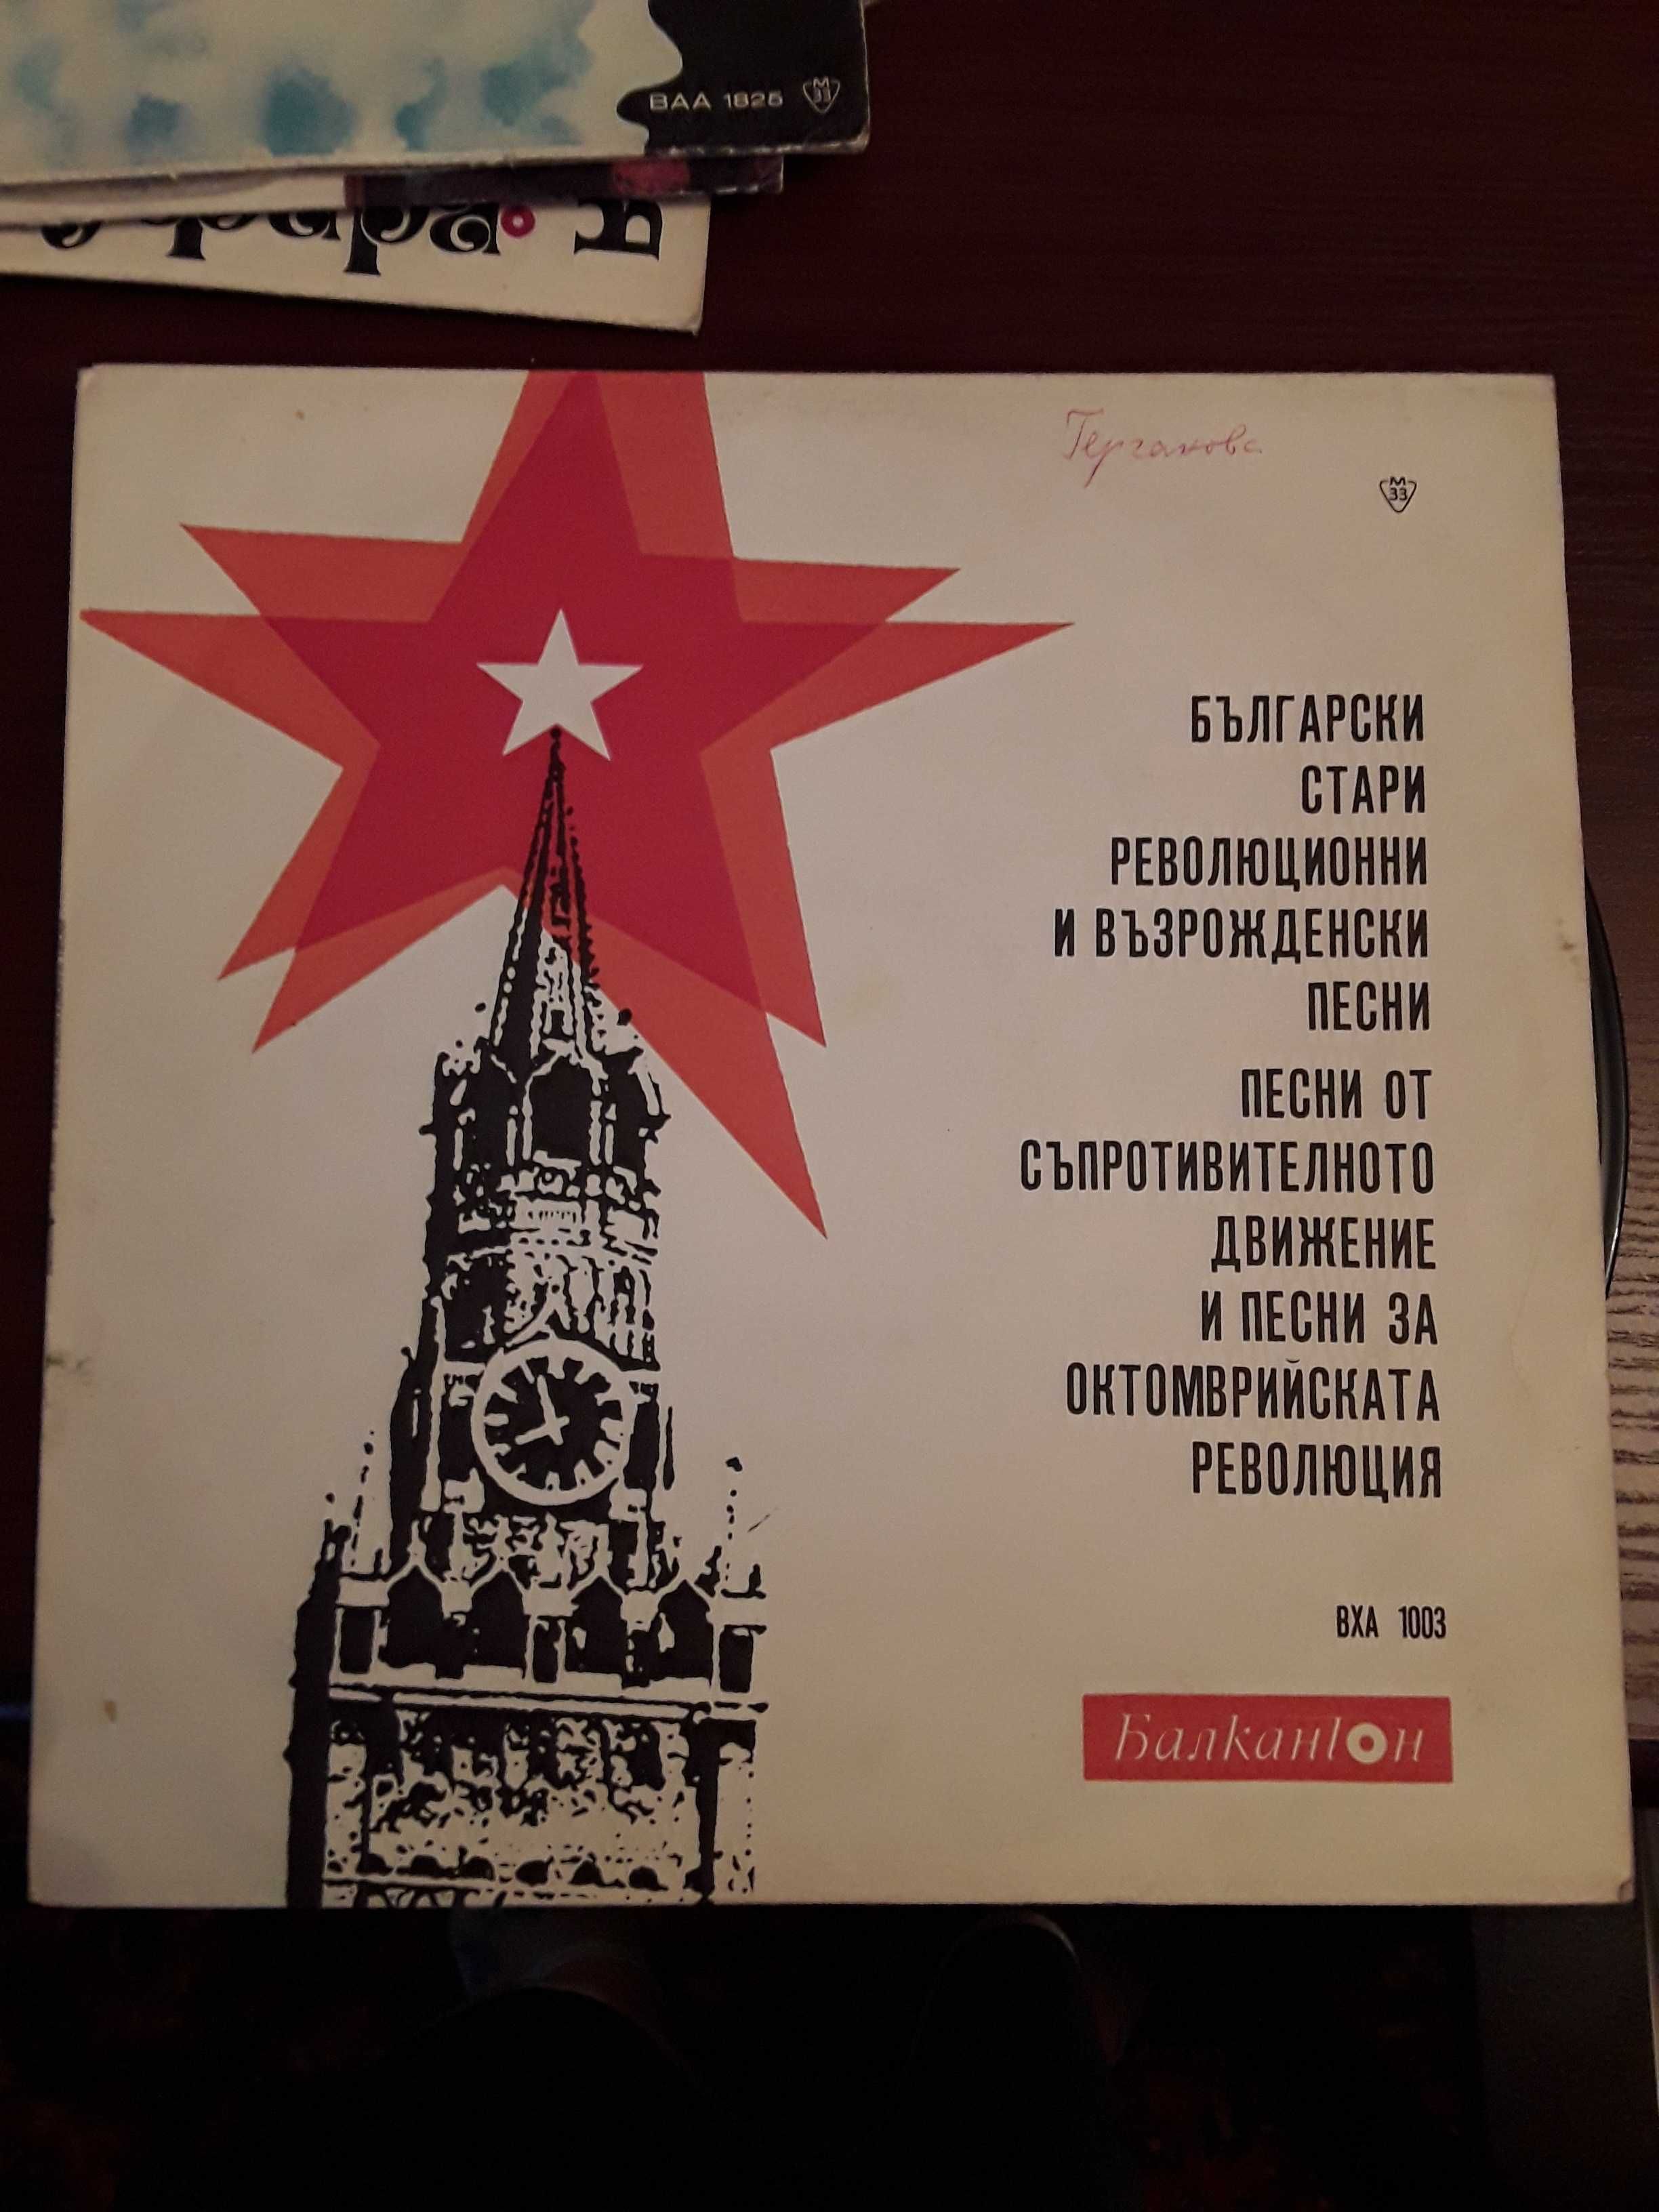 ВАА 1825
М
33
М
33
БЪЛГАРСКИ
СТАРИ
РЕВОЛЮЦИОННИ
И ВЪЗРОЖДЕНСКИ
ПЕСНИ
ПЕСНИ ОТ
СЪПРОТИВИТЕЛНОТО
ДВИЖЕНИЕ
И ПЕСНИ ЗА
ОКТОМВРИЙСКАТА
РЕВОЛЮЦИЯ
ВХА 1003
Балкантон